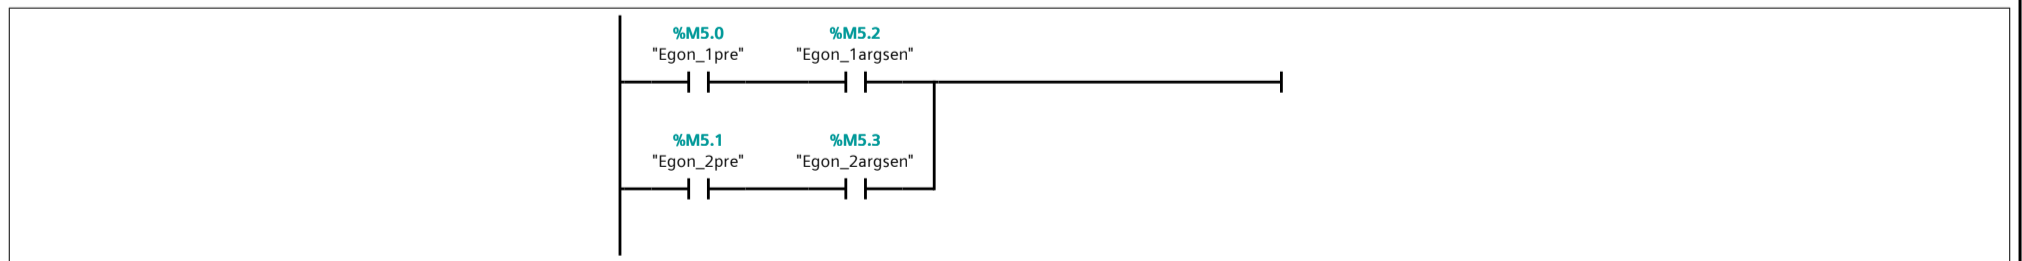 %M5.0 %M5.2
"Egon_1pre" "Egon_1argsen"
%M5.1 %M5.3
"Egon_2pre" "Egon_2argsen"